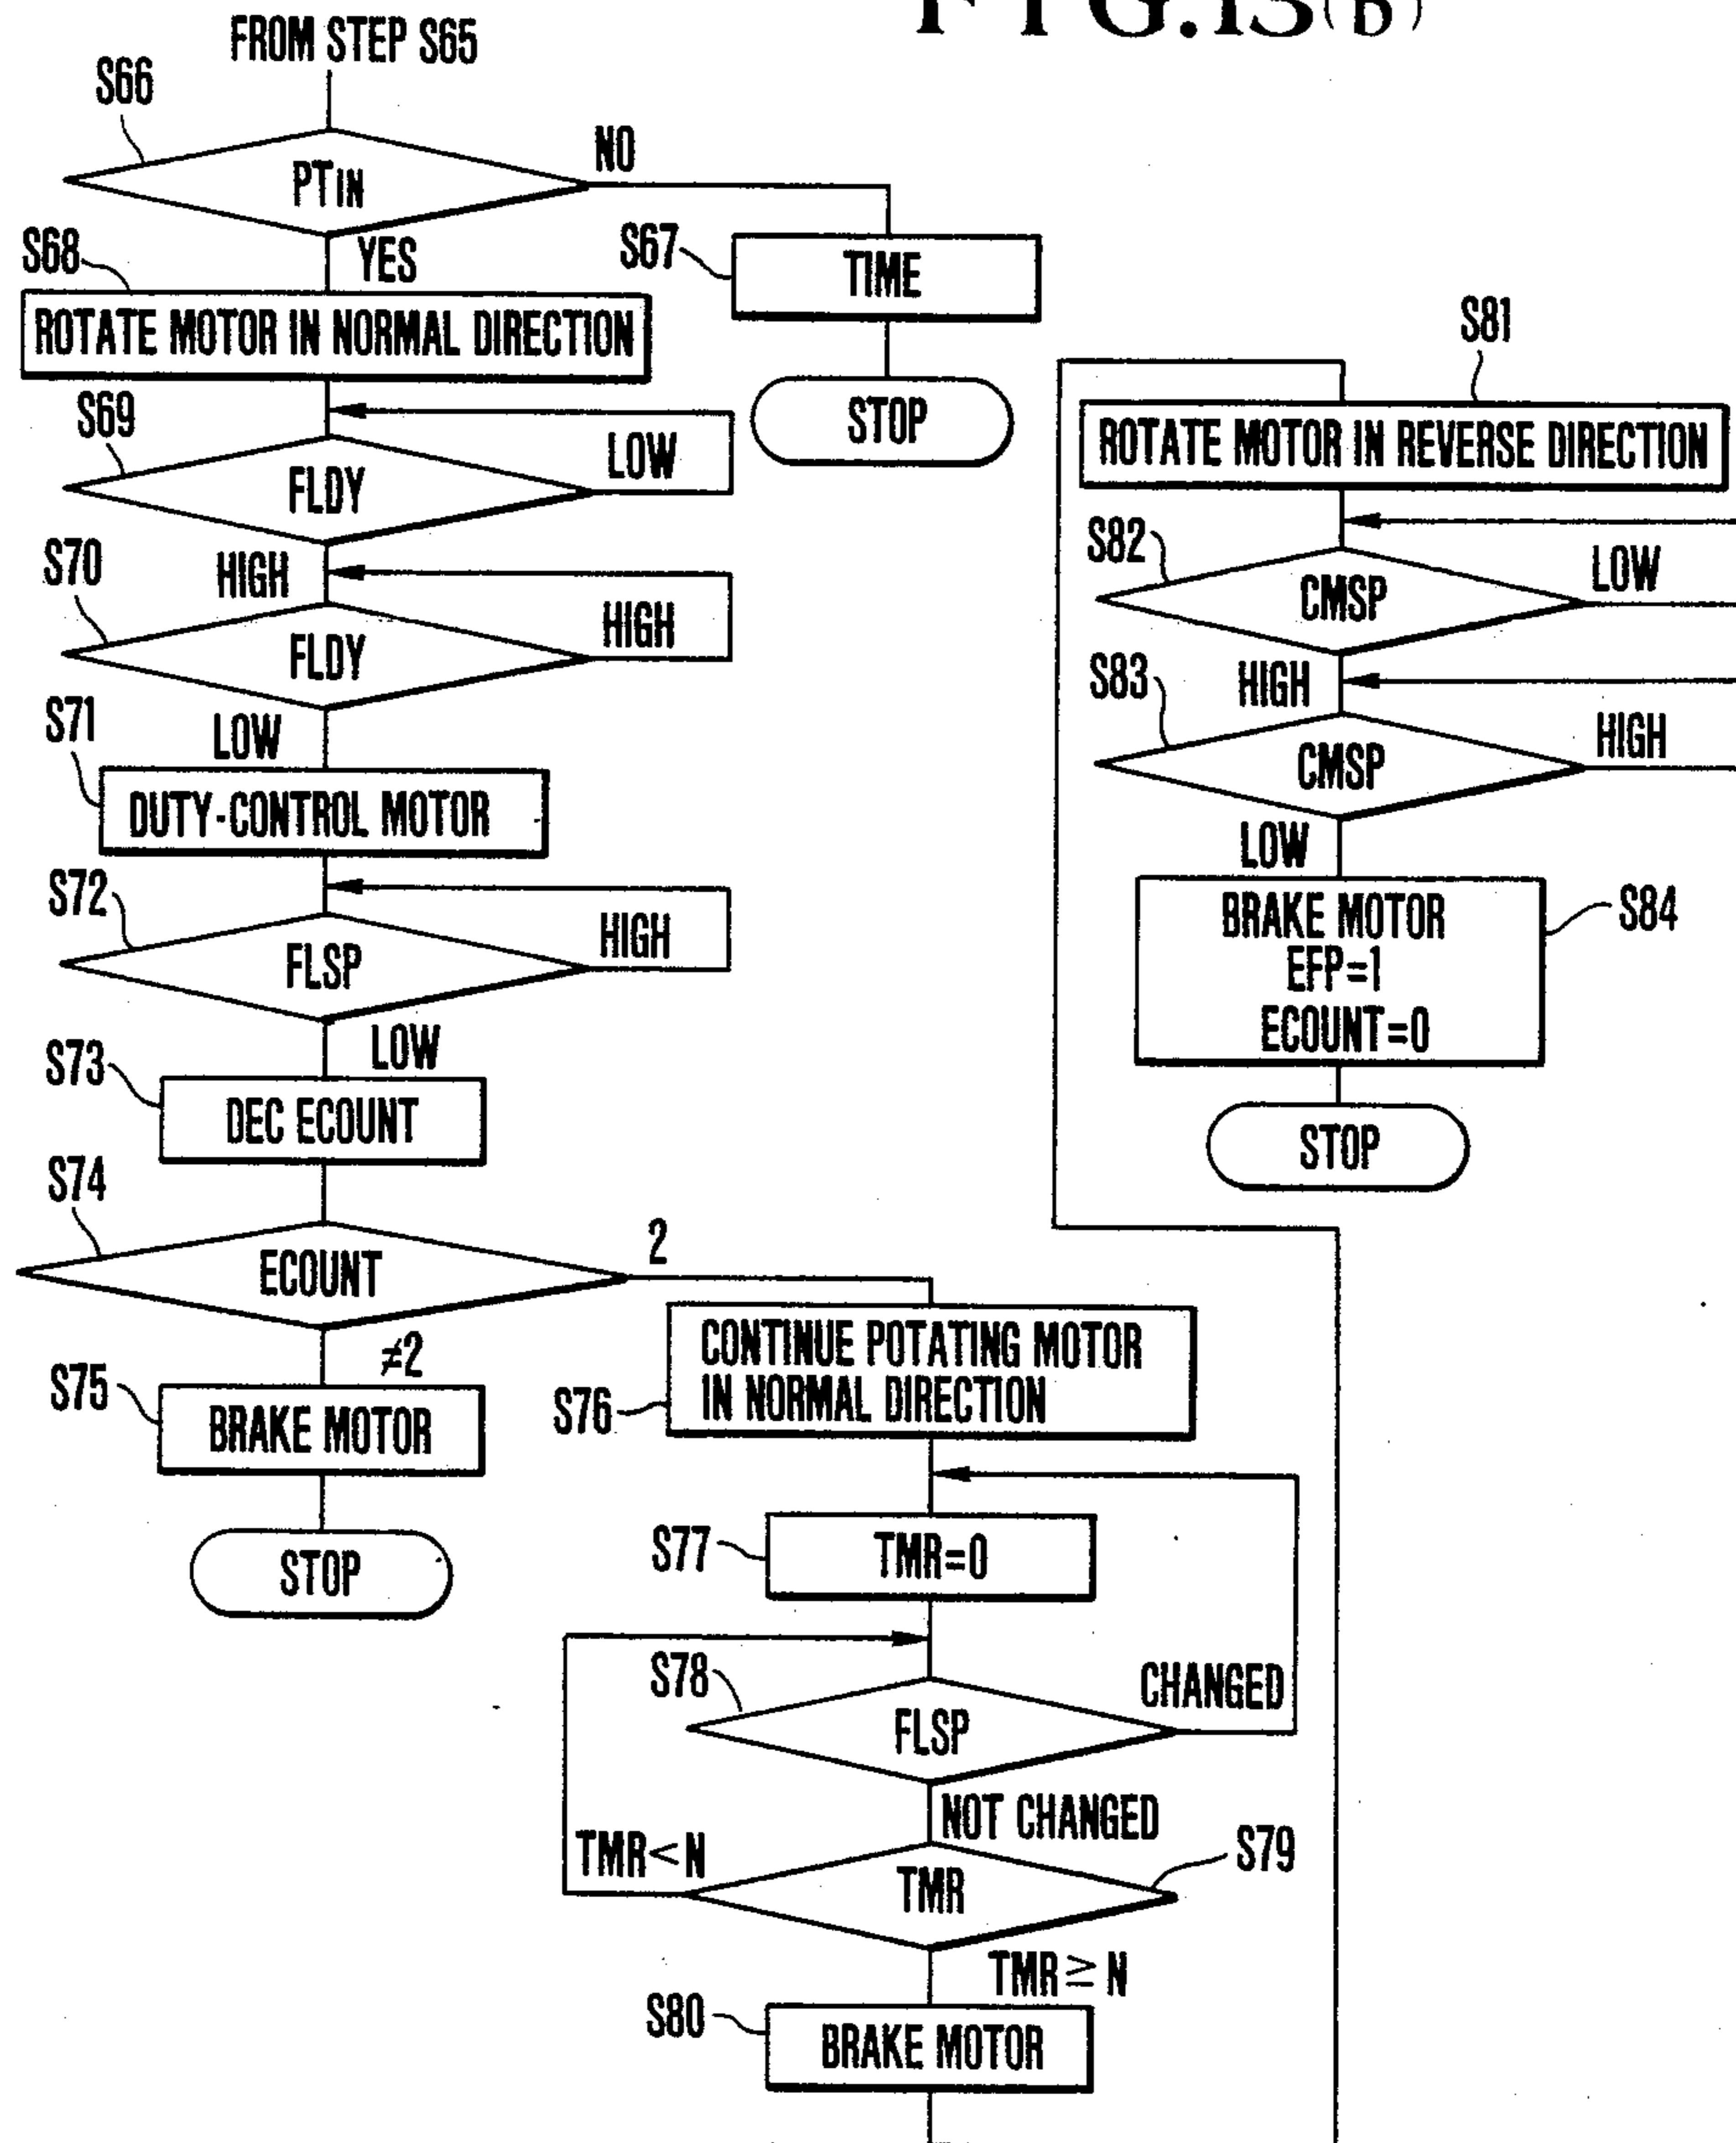 FIG.13(b)
FROM STEP S65
S66
PTIN
NO
YES
S67
TIME
STOP
S68
ROTATE MOTOR IN NORMAL DIRECTION
S69
FLDY
LOW
HIGH
S70
FLDY
HIGH
LOW
S71
DUTY-CONTROL MOTOR
S72
FLSP
HIGH
LOW
S73
DEC ECOUNT
S74
ECOUNT
2
≠2
S75
BRAKE MOTOR
STOP
S76
CONTINUE POTATING MOTOR
IN NORMAL DIRECTION
S77
TMR=0
S78
FLSP
CHANGED
NOT CHANGED
S79
TMR
TMR<N
TMR≧N
S80
BRAKE MOTOR
S81
ROTATE MOTOR IN REVERSE DIRECTION
S82
CMSP
LOW
HIGH
S83
CMSP
HIGH
LOW
S84
BRAKE MOTOR
EFP=1
ECOUNT=0
STOP